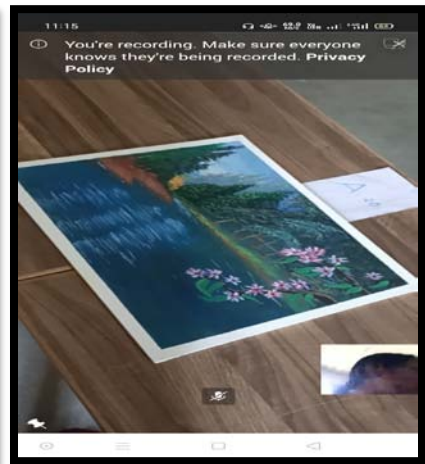 11:15
You're recording. Make sure everyone
knows they're being recorded. Privacy
Policy
A